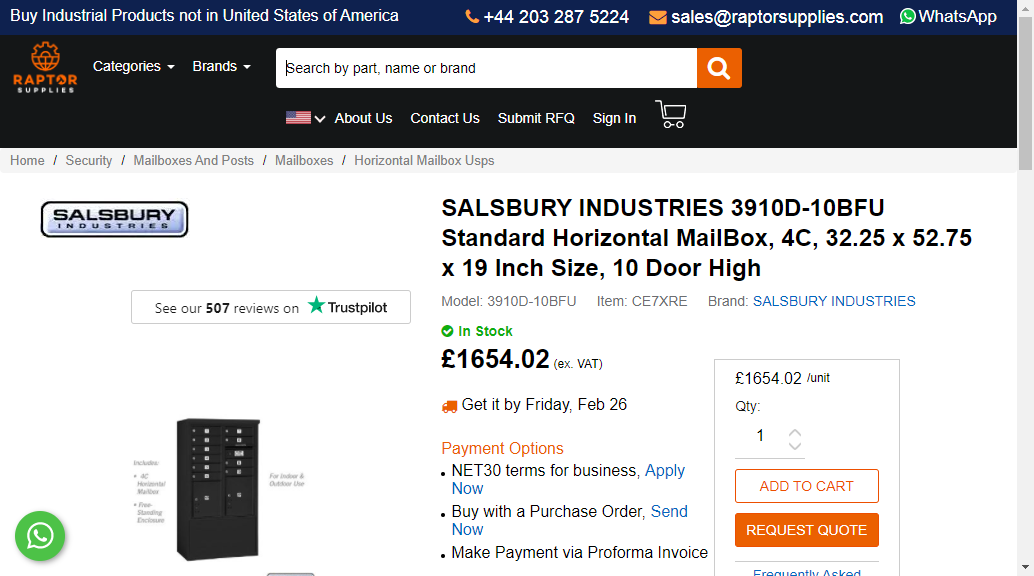 Buy Industrial Products not in United States of America
+44 203 287 5224
sales@raptorsupplies.com
WhatsApp
RAPTOR
SUPPLIES
Categories
Brands
Search by part, name or brand
About Us
Contact Us
Submit RFQ
Sign In
Home / Security / Mailboxes And Posts / Mailboxes / Horizontal Mailbox Usps
SALSBURY
INDUSTRIES
See our 507 reviews on Trustpilot
Includes:
• 4C
Horizontal
Mailbox
• Free-
Standing
Enclosure
For Indoor &
Outdoor Use
SALSBURY INDUSTRIES 3910D-10BFU
Standard Horizontal MailBox, 4C, 32.25 x 52.75
x 19 Inch Size, 10 Door High
Model: 3910D-10BFU Item: CE7XRE Brand: SALSBURY INDUSTRIES
In Stock
£1654.02 (ex. VAT)
Get it by Friday, Feb 26
Payment Options
• NET30 terms for business, Apply
Now
• Buy with a Purchase Order, Send
Now
• Make Payment via Proforma Invoice
£1654.02 /unit
Qty:
1
ADD TO CART
REQUEST QUOTE
Frequently Asked